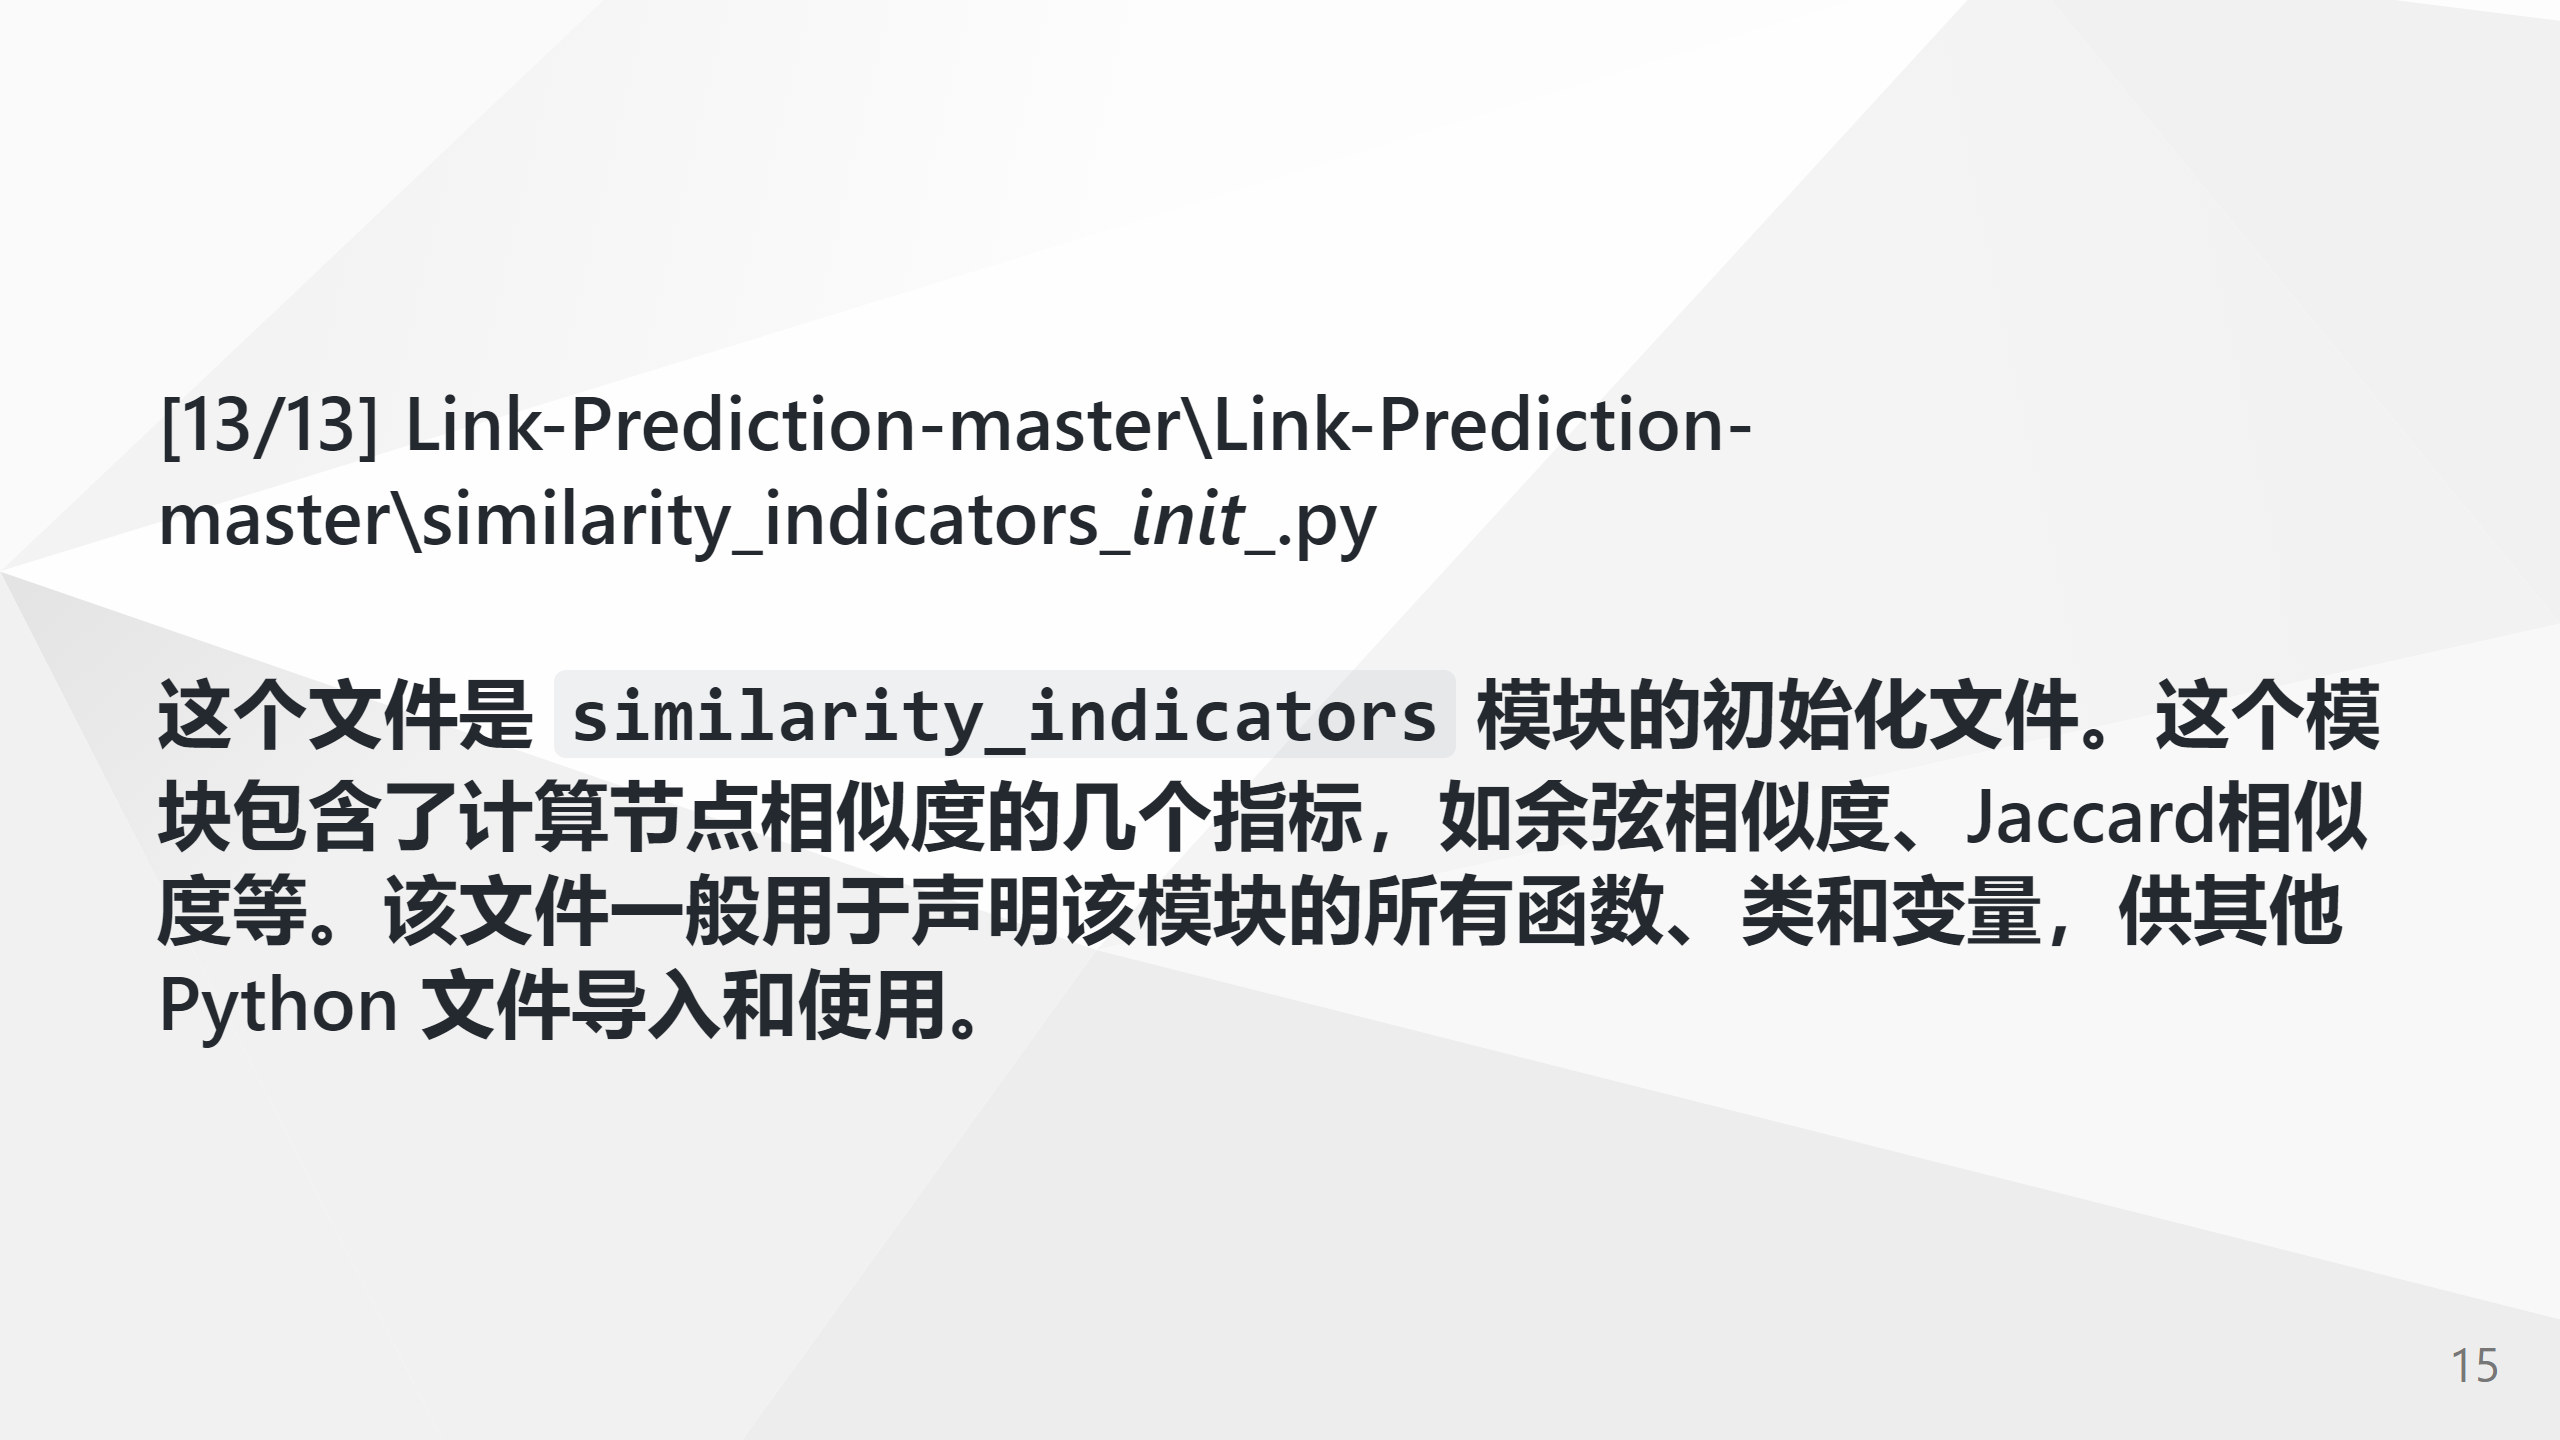 [13/13] Link-Prediction-master\Link-Prediction-
master\similarity_indicators_init_.py
这个文件是 similarity_indicators 模块的初始化文件。这个模
块包含了计算节点相似度的几个指标，如余弦相似度、Jaccard相似
度等。该文件一般用于声明该模块的所有函数、类和变量，供其他
Python 文件导入和使用。
15